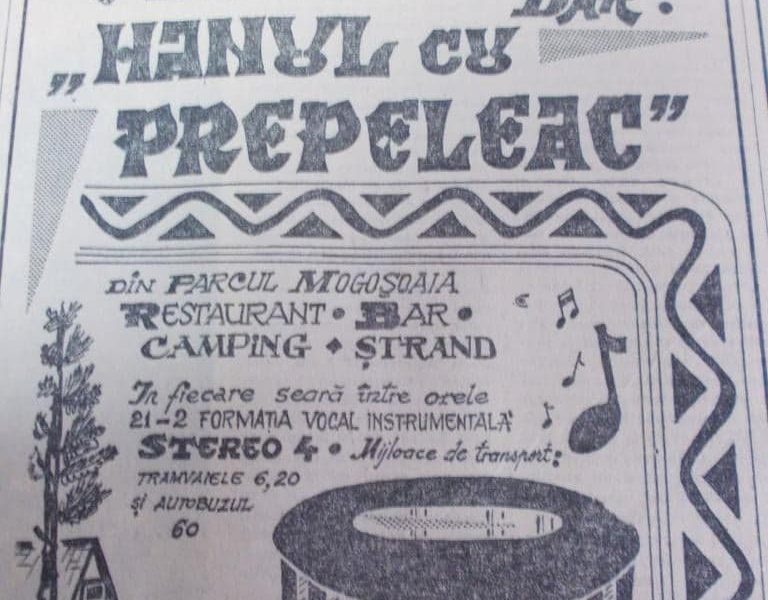 BAR.
„HANUL CU
PREPELEAC”
DIN PARCUL MOGOȘOAIA
RESTAURANT • BAR •
CAMPING • ȘTRAND
In fiecare seară între orele
21-2 FORMAȚIA VOCAL INSTRUMENTALĂ
STEREO 4 • Mijloace de transport:
TRAMVAIELE 6,20
ȘI AUTOBUZUL
60